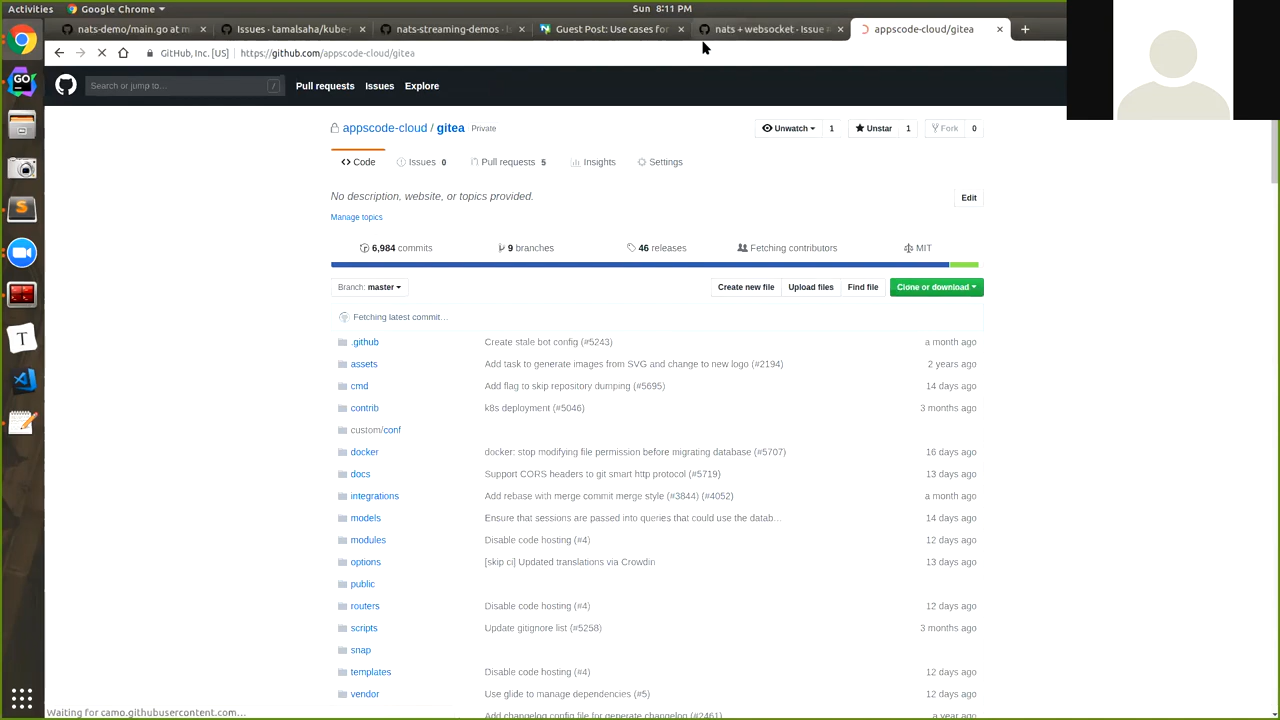 Activities Google Chrome Sun 8:11 PM
nats-demo/main.go at m Issues · tamalsaha/kube- nats-streaming-demos · Is Guest Post: Use cases for nats + websocket · Issue # appscode-cloud/gitea
GitHub, Inc. [US] https://github.com/appscode-cloud/gitea
Search or jump to… / Pull requests Issues Explore
appscode-cloud / gitea Private Unwatch 1 Unstar 1 Fork 0
Code Issues 0 Pull requests 5 Insights Settings
No description, website, or topics provided. Edit
Manage topics
6,984 commits 9 branches 46 releases Fetching contributors MIT
Branch: master Create new file Upload files Find file Clone or download
Fetching latest commit…
.github Create stale bot config (#5243) a month ago
assets Add task to generate images from SVG and change to new logo (#2194) 2 years ago
cmd Add flag to skip repository dumping (#5695) 14 days ago
contrib k8s deployment (#5046) 3 months ago
custom/conf
docker docker: stop modifying file permission before migrating database (#5707) 16 days ago
docs Support CORS headers to git smart http protocol (#5719) 13 days ago
integrations Add rebase with merge commit merge style (#3844) (#4052) a month ago
models Ensure that sessions are passed into queries that could use the datab… 14 days ago
modules Disable code hosting (#4) 12 days ago
options [skip ci] Updated translations via Crowdin 13 days ago
public
routers Disable code hosting (#4) 12 days ago
scripts Update gitignore list (#5258) 3 months ago
snap
templates Disable code hosting (#4) 12 days ago
vendor Use glide to manage dependencies (#5) 12 days ago
Add changelog config file for generate changelog (#2461) a year ago
Waiting for camo.githubusercontent.com…